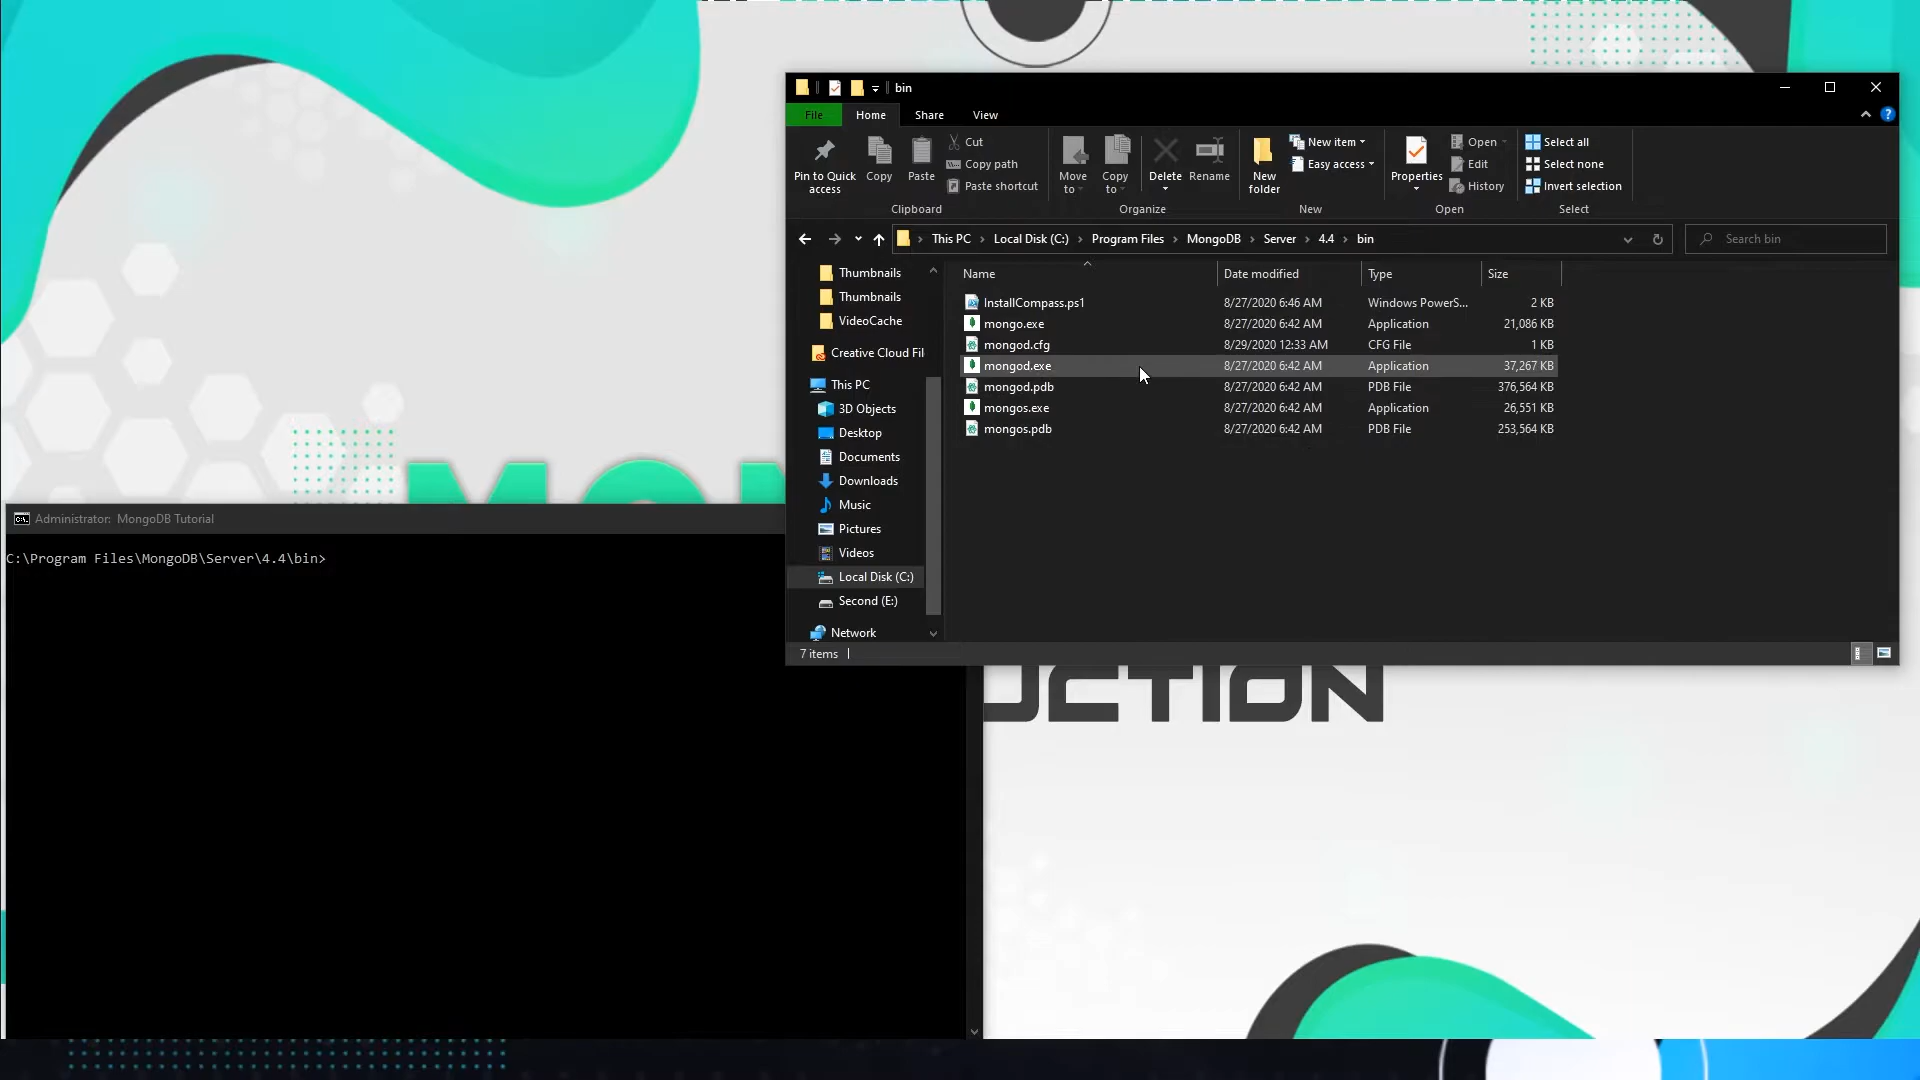 bin
File Home Share View
Pin to Quick access
Copy
Paste
Cut
Copy path
Paste shortcut
Clipboard
Move to
Copy to
Delete
Rename
Organize
New folder
New item
Easy access
New
Properties
Open
Edit
History
Open
Select all
Select none
Invert selection
Select
This PC > Local Disk (C:) > Program Files > MongoDB > Server > 4.4 > bin
Search bin
Thumbnails
Thumbnails
VideoCache
Creative Cloud Fil
This PC
3D Objects
Desktop
Documents
Downloads
Music
Pictures
Videos
Local Disk (C:)
Second (E:)
Network
Name Date modified Type Size
InstallCompass.ps1 8/27/2020 6:46 AM Windows PowerS... 2 KB
mongo.exe 8/27/2020 6:42 AM Application 21,086 KB
mongod.cfg 8/29/2020 12:33 AM CFG File 1 KB
mongod.exe 8/27/2020 6:42 AM Application 37,267 KB
mongod.pdb 8/27/2020 6:42 AM PDB File 376,564 KB
mongos.exe 8/27/2020 6:42 AM Application 26,551 KB
mongos.pdb 8/27/2020 6:42 AM PDB File 253,564 KB
7 items
Administrator: MongoDB Tutorial
C:\Program Files\MongoDB\Server\4.4\bin>